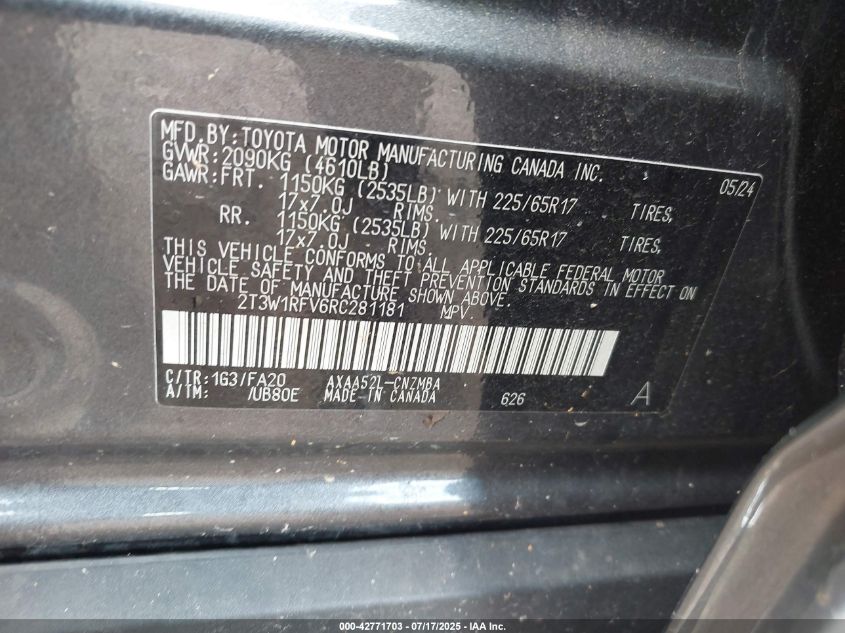 MFD.BY:TOYOTA MOTOR MANUFACTURING CANADA INC.
GVWR:2090KG (4610LB) 05/24
GAWR:FRT. 1150KG (2535LB) WITH 225/65R17 TIRES,
17x7.0J - RIMS.
RR. 1150KG (2535LB) WITH 225/65R17 TIRES,
17x7.0J - RIMS.
THIS VEHICLE CONFORMS TO ALL APPLICABLE FEDERAL MOTOR
VEHICLE SAFETY AND THEFT PREVENTION STANDARDS IN EFFECT ON
THE DATE OF MANUFACTURE SHOWN ABOVE.
2T3W1RFV6RC281181 MPV.
C/TR:1G3/FA20 AXAA52L-CNZMBA
A/TM: /UB80E MADE-IN-CANADA 626 A
000-42771703 - 07/17/2025 - IAA, Inc.